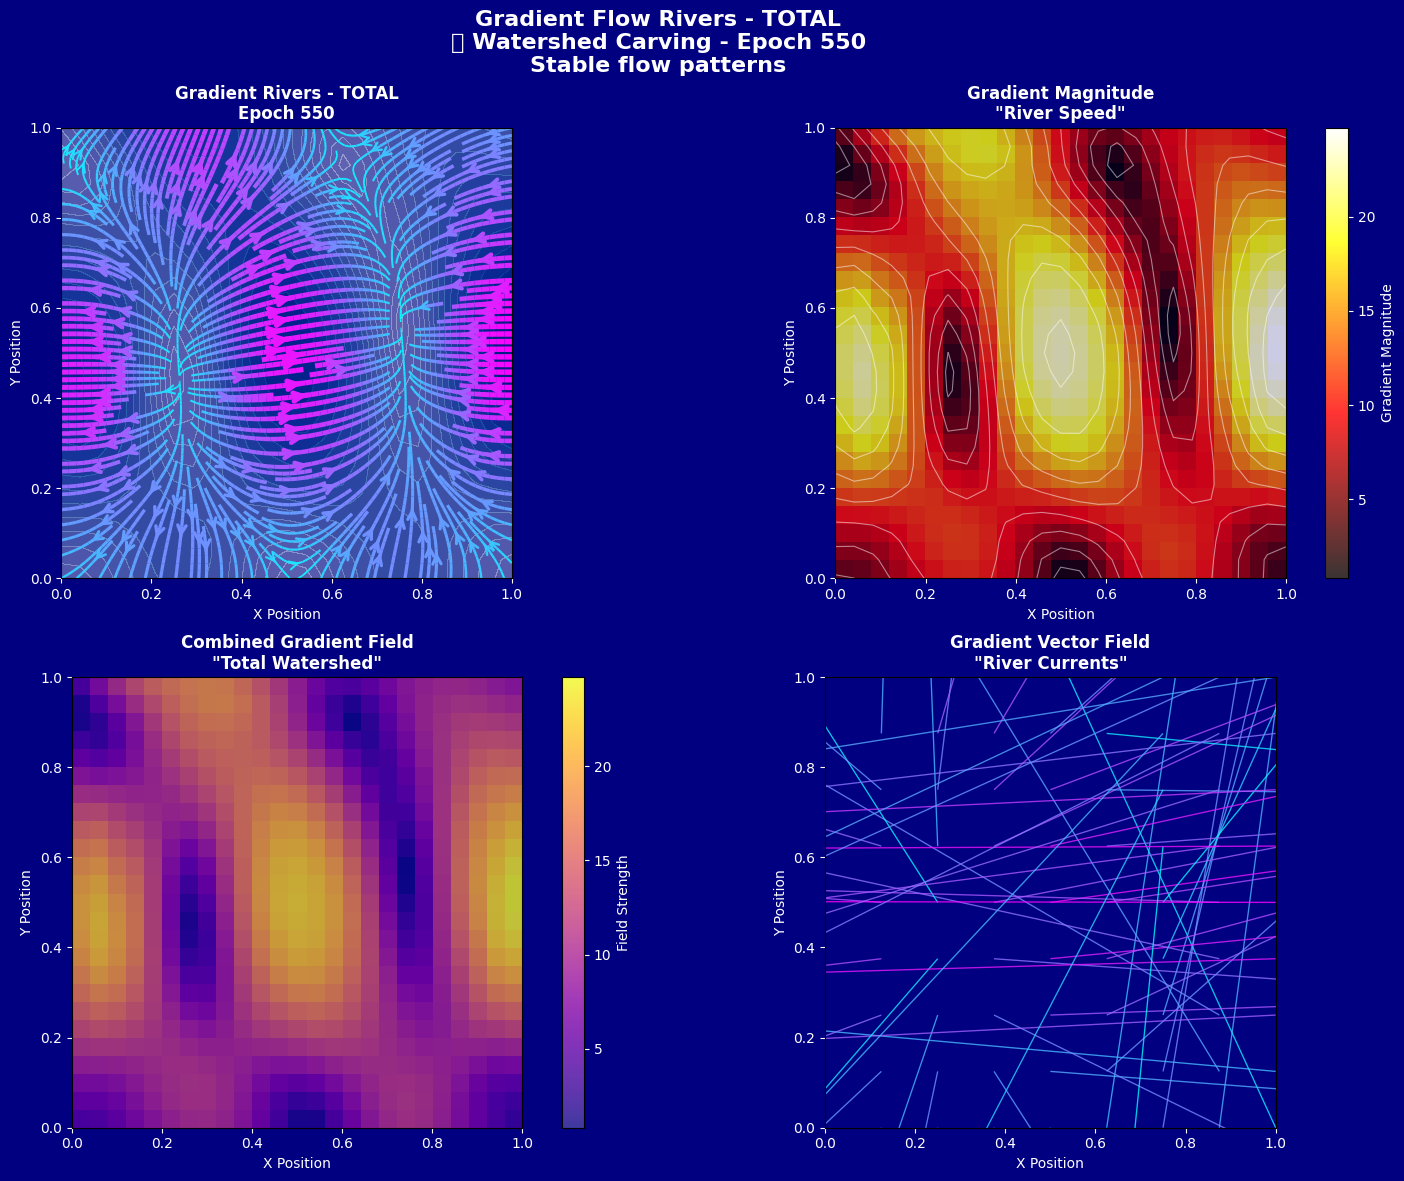 Gradient Flow Rivers - TOTAL
▯ Watershed Carving - Epoch 550
Stable flow patterns
Gradient Rivers - TOTAL
Epoch 550
1.0
0.8
0.6
0.4
0.2
0.0
Y Position
0.0 0.2 0.4 0.6 0.8 1.0
X Position
Gradient Magnitude
"River Speed"
1.0
0.8
0.6
0.4
0.2
0.0
Y Position
0.0 0.2 0.4 0.6 0.8 1.0
X Position
20
15
10
5
Gradient Magnitude
Combined Gradient Field
"Total Watershed"
1.0
0.8
0.6
0.4
0.2
0.0
Y Position
0.0 0.2 0.4 0.6 0.8 1.0
X Position
20
15
10
5
Field Strength
Gradient Vector Field
"River Currents"
1.0
0.8
0.6
0.4
0.2
0.0
Y Position
0.0 0.2 0.4 0.6 0.8 1.0
X Position